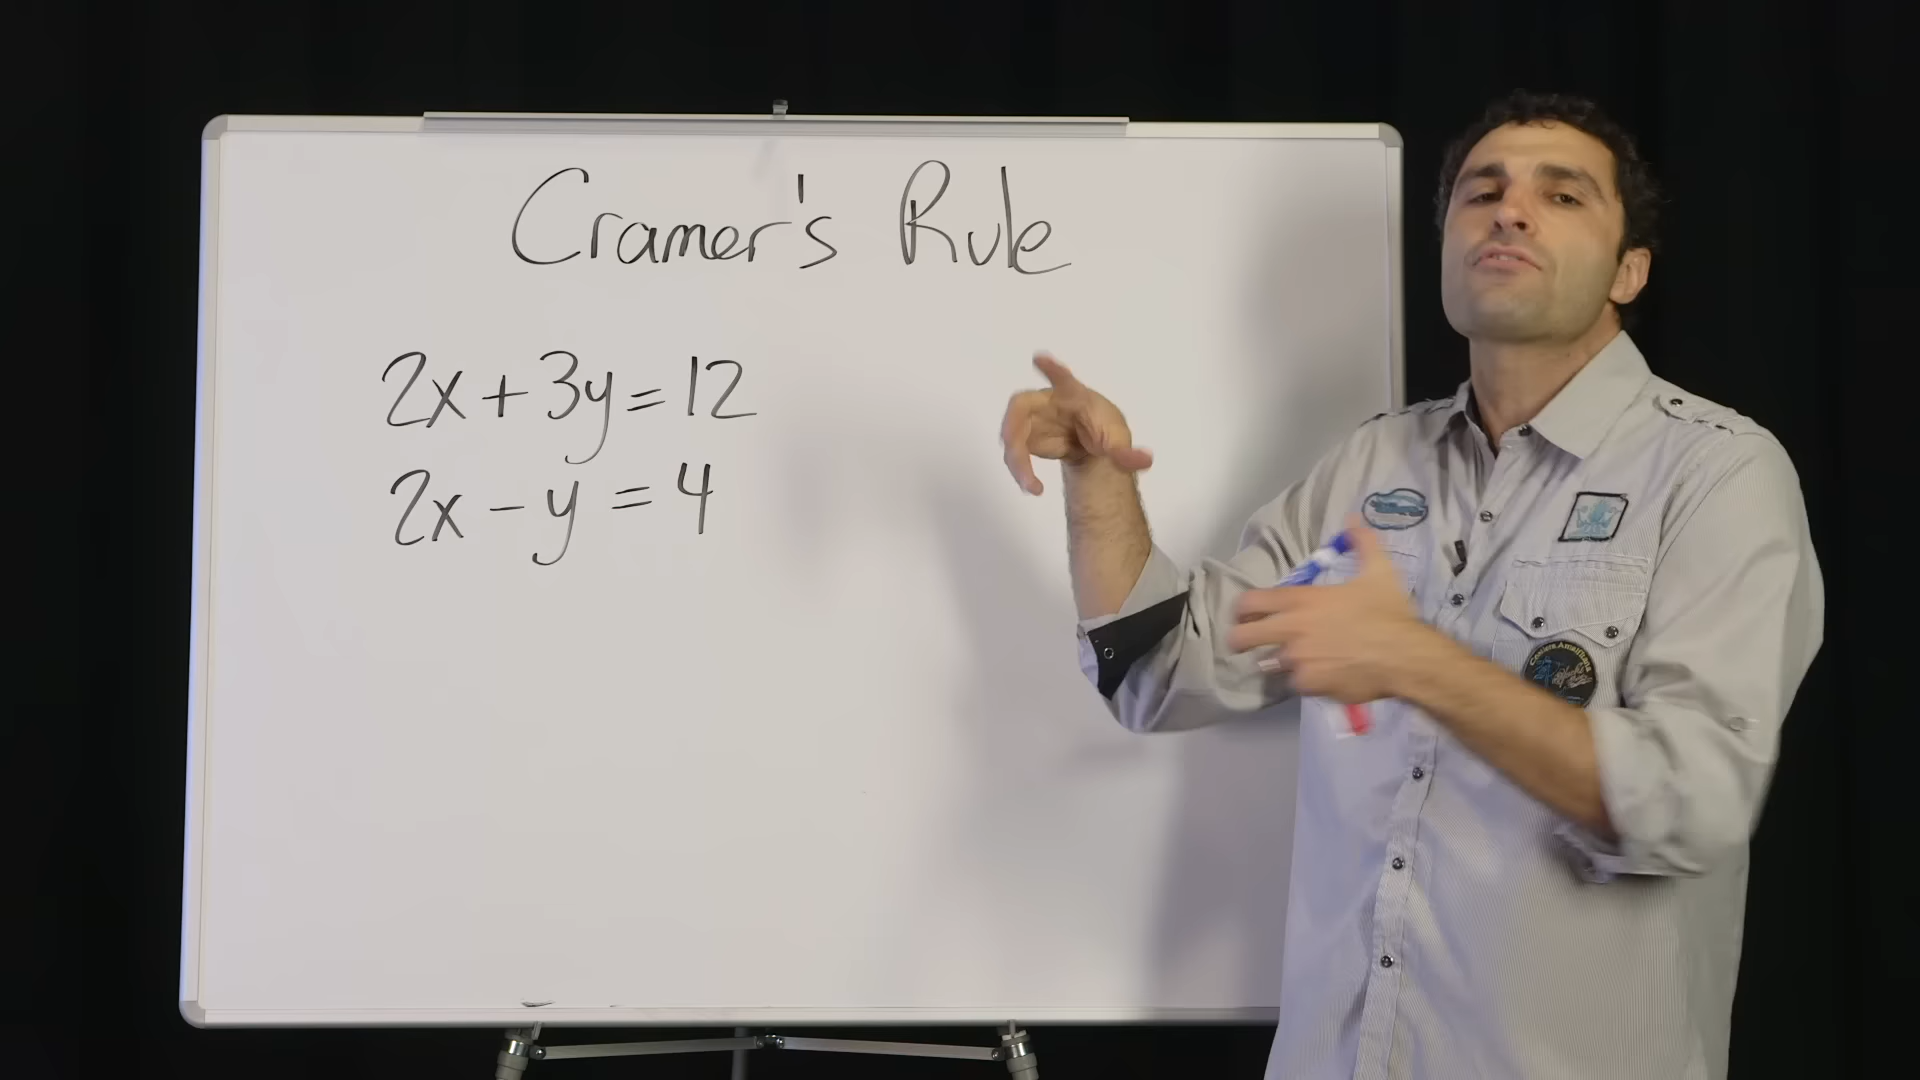 Cramer's Rule
2x + 3y = 12
2x - y = 4